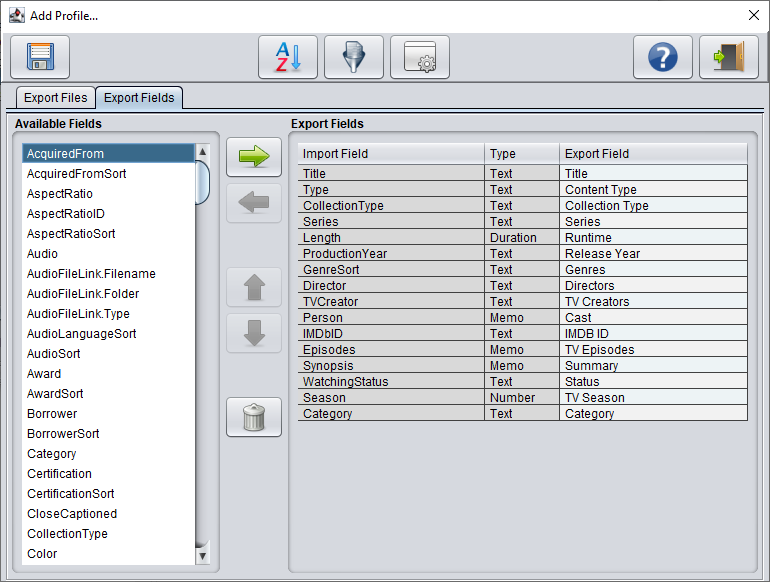 Add Profile...
A
Z
?
Export Files
Export Fields
Available Fields
AcquiredFrom
AcquiredFromSort
AspectRatio
AspectRatioID
AspectRatioSort
Audio
AudioFileLink.Filename
AudioFileLink.Folder
AudioFileLink.Type
AudioLanguageSort
AudioSort
Award
AwardSort
Borrower
BorrowerSort
Category
Certification
CertificationSort
CloseCaptioned
CollectionType
Color
Export Fields
Import Field Type Export Field
Title Text Title
Type Text Content Type
CollectionType Text Collection Type
Series Text Series
Length Duration Runtime
ProductionYear Text Release Year
GenreSort Text Genres
Director Text Directors
TVCreator Text TV Creators
Person Memo Cast
IMDbID Text IMDB ID
Episodes Memo TV Episodes
Synopsis Memo Summary
WatchingStatus Text Status
Season Number TV Season
Category Text Category